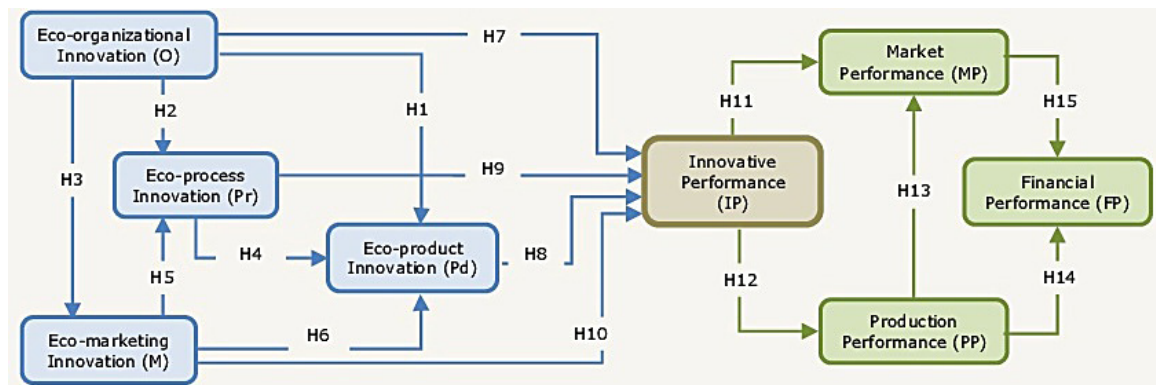 Eco-organizational
Innovation (O)
H7
Market
Performance (MP)
H2
H1
H11
H15
H3
Eco-process
Innovation (Pr)
H9
Innovative
Performance
(IP)
H13
Financial
Performance (FP)
H5
H4
Eco-product
Innovation (Pd)
H8
H12
H14
Eco-marketing
Innovation (M)
H6
H10
Production
Performance (PP)